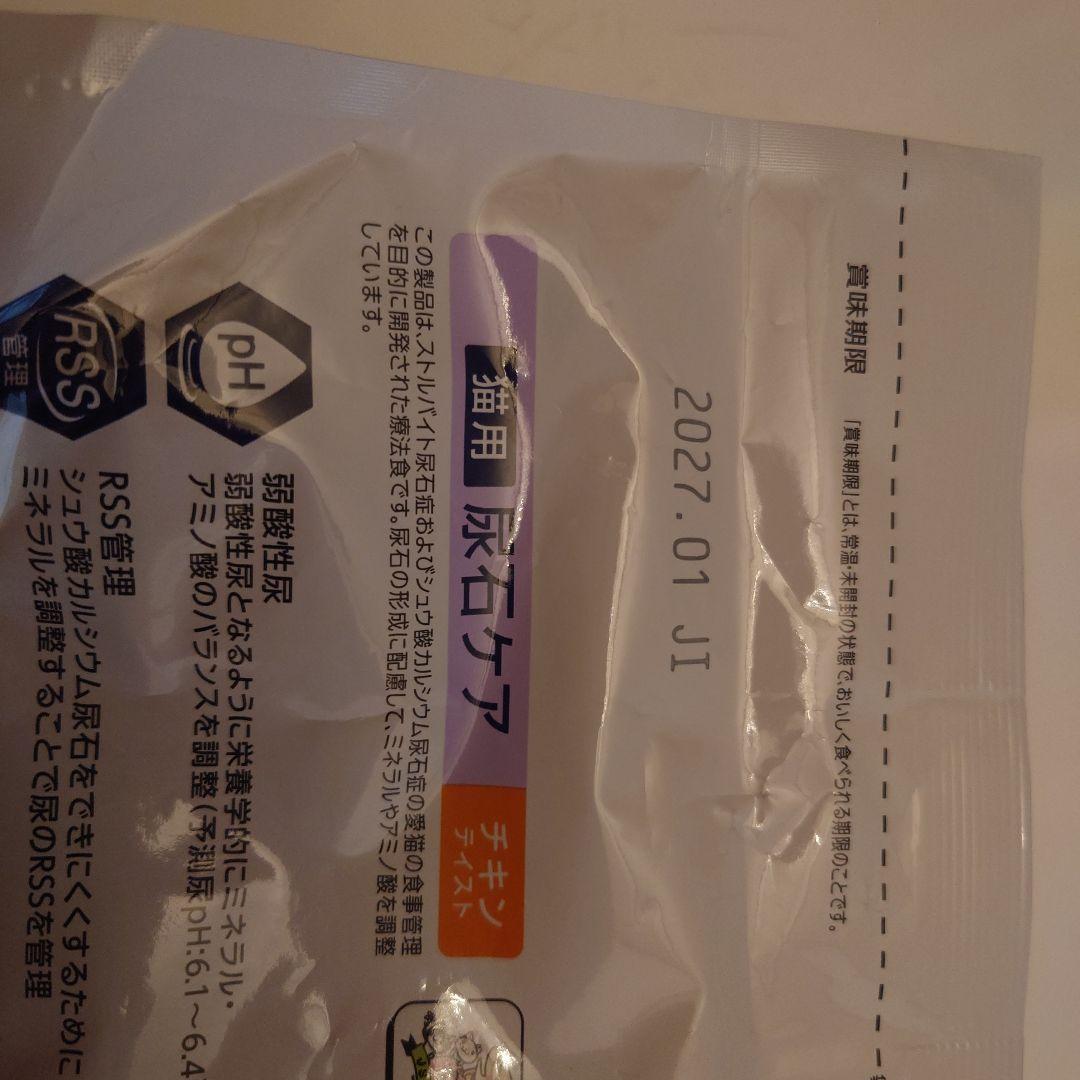 賞味期限
「賞味期限」とは、常温・未開封の状態で、おいしく食べられる期限のことです。
2027.01 JI
猫用 尿石ケア
チキン
テイスト
この製品は、ストルバイト尿石症およびシュウ酸カルシウム尿石症の愛猫の食事管理
を目的に開発された療法食です。尿石の形成に配慮して、ミネラルやアミノ酸を調整
しています。
pH
弱酸性尿
弱酸性尿となるように栄養学的にミネラル・
アミノ酸のバランスを調整(予測尿pH:6.1～6.4
RSS
管理
RSS管理
シュウ酸カルシウム尿石をできにくくするために
ミネラルを調整することで尿のRSSを管理